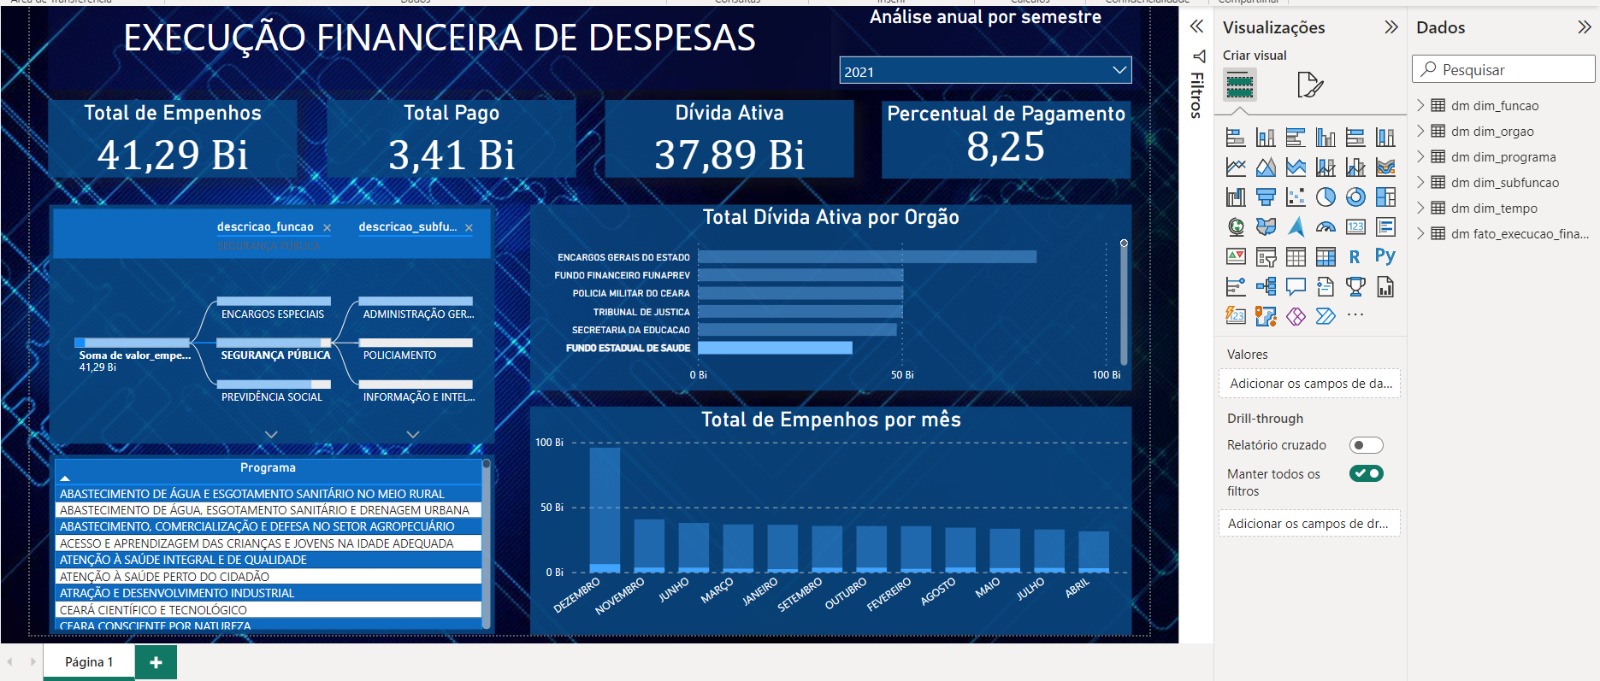 Análise anual por semestre
EXECUÇÃO FINANCEIRA DE DESPESAS
2021
Total de Empenhos
41,29 Bi
Total Pago
3,41 Bi
Dívida Ativa
37,89 Bi
Percentual de Pagamento
8,25
descricao_funcao
descricao_subfu...
SEGURANÇA PÚBLICA
ENCARGOS ESPECIAIS
ADMINISTRAÇÃO GER...
Soma de valor_empe...
41,29 Bi
SEGURANÇA PÚBLICA
POLICIAMENTO
PREVIDÊNCIA SOCIAL
INFORMAÇÃO E INTEL...
Total Dívida Ativa por Orgão
ENCARGOS GERAIS DO ESTADO
FUNDO FINANCEIRO FUNAPREV
POLICIA MILITAR DO CEARA
TRIBUNAL DE JUSTICA
SECRETARIA DA EDUCACAO
FUNDO ESTADUAL DE SAUDE
0 Bi 50 Bi 100 Bi
Programa
ABASTECIMENTO DE ÁGUA E ESGOTAMENTO SANITÁRIO NO MEIO RURAL
ABASTECIMENTO DE ÁGUA, ESGOTAMENTO SANITÁRIO E DRENAGEM URBANA
ABASTECIMENTO, COMERCIALIZAÇÃO E DEFESA NO SETOR AGROPECUÁRIO
ACESSO E APRENDIZAGEM DAS CRIANÇAS E JOVENS NA IDADE ADEQUADA
ATENÇÃO À SAÚDE INTEGRAL E DE QUALIDADE
ATENÇÃO À SAÚDE PERTO DO CIDADÃO
ATRAÇÃO E DESENVOLVIMENTO INDUSTRIAL
CEARÁ CIENTÍFICO E TECNOLÓGICO
CEARA CONSCIENTE POR NATUREZA
Total de Empenhos por mês
100 Bi
50 Bi
0 Bi
DEZEMBRO NOVEMBRO JUNHO MARÇO JANEIRO SETEMBRO OUTUBRO FEVEREIRO AGOSTO MAIO JULHO ABRIL
Página 1
Filtros
Visualizações
Criar visual
123
R
Py
123
Valores
Adicionar os campos de da...
Drill-through
Relatório cruzado
Manter todos os
filtros
Adicionar os campos de dr...
Dados
Pesquisar
dm dim_funcao
dm dim_orgao
dm dim_programa
dm dim_subfuncao
dm dim_tempo
dm fato_execucao_fina...